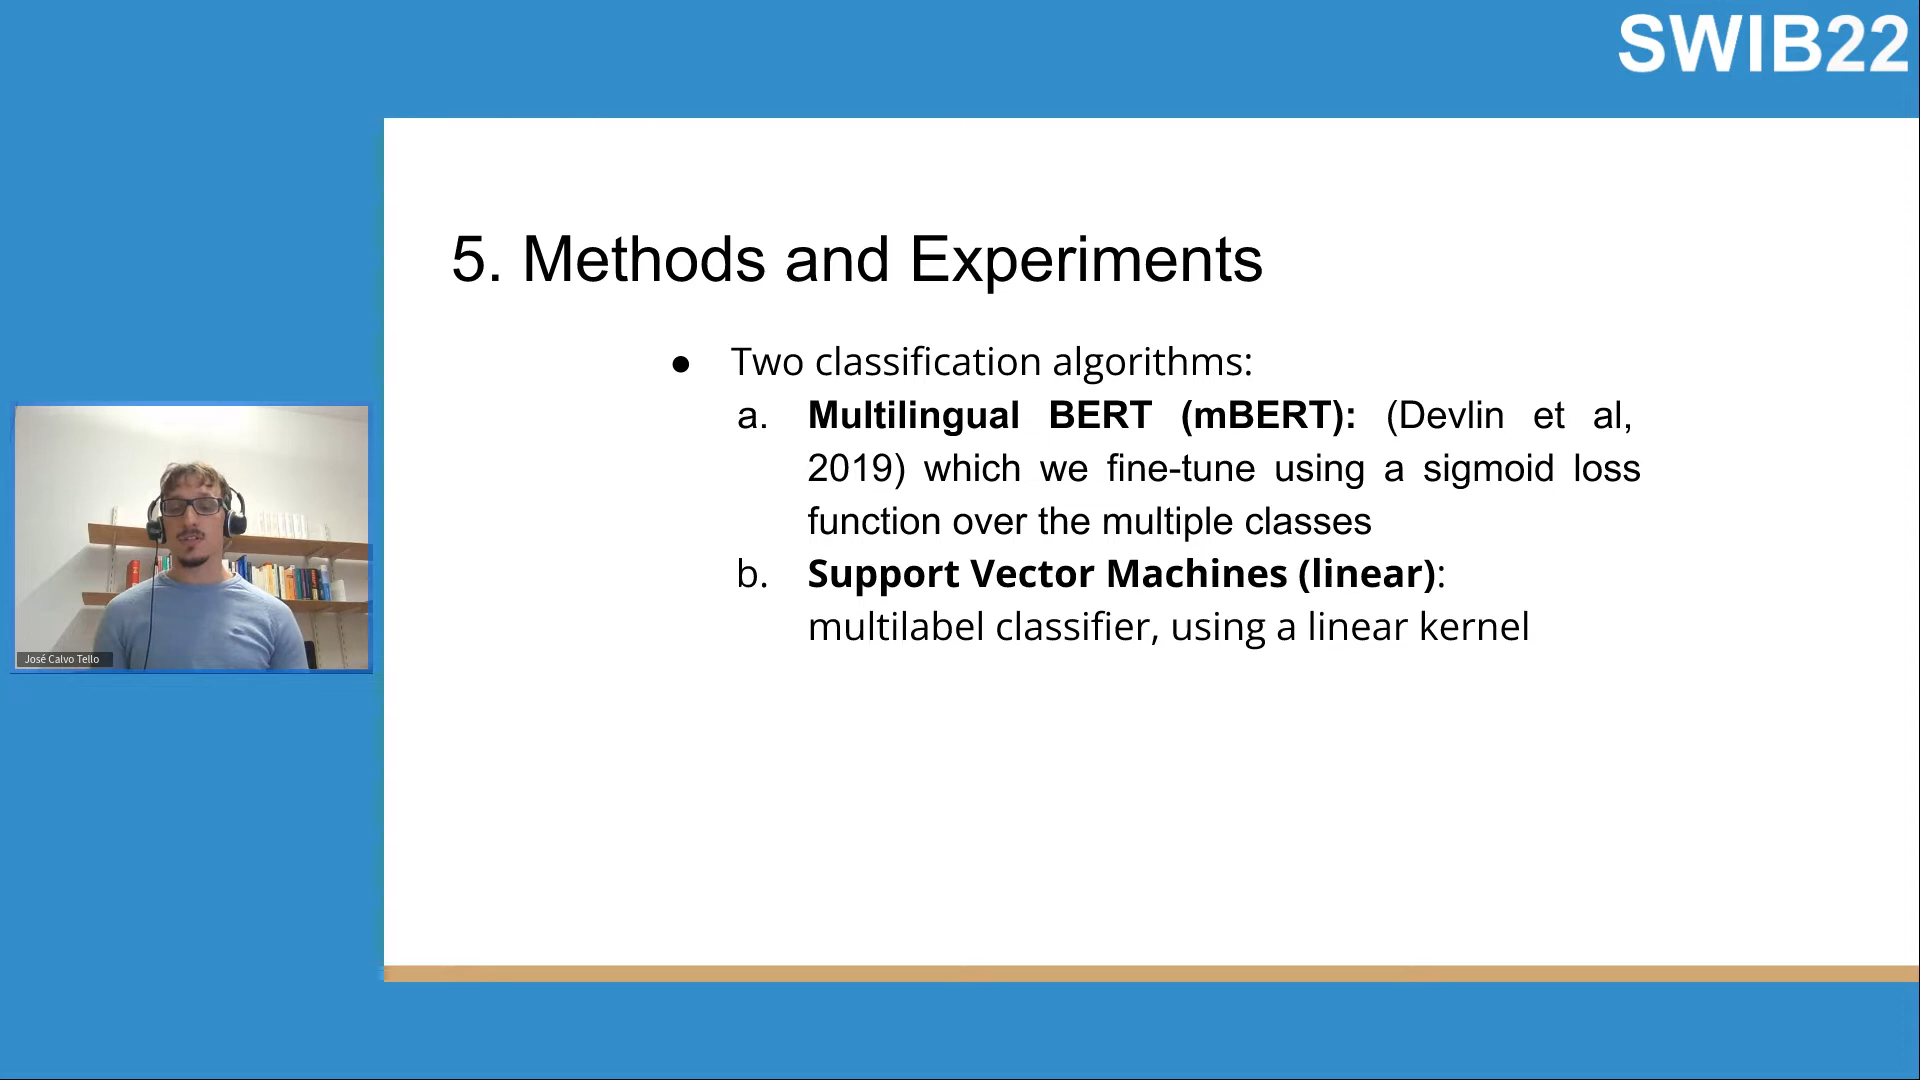 SWIB22
5. Methods and Experiments
● Two classification algorithms:
a. Multilingual BERT (mBERT): (Devlin et al,
2019) which we fine-tune using a sigmoid loss
function over the multiple classes
b. Support Vector Machines (linear):
multilabel classifier, using a linear kernel
José Calvo Tello